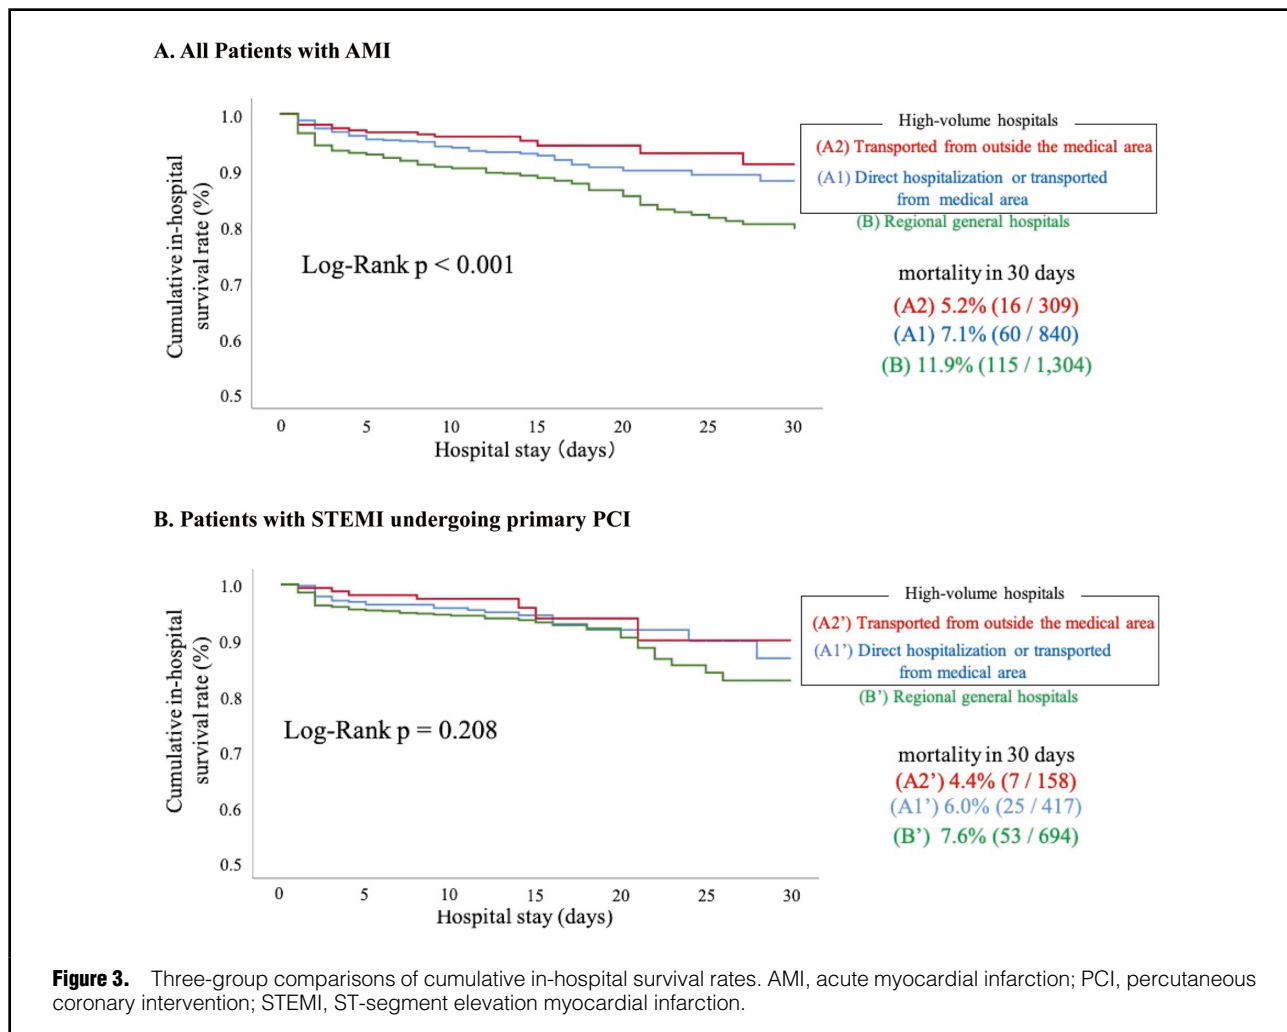 A. All Patients with AMI
Cumulative in-hospital
survival rate (%)
1.0
0.9
0.8
0.7
0.6
0.5
Log-Rank p < 0.001
0 5 10 15 20 25 30
Hospital stay (days)
High-volume hospitals
(A2) Transported from outside the medical area
(A1) Direct hospitalization or transported
from medical area
(B) Regional general hospitals
mortality in 30 days
(A2) 5.2% (16 / 309)
(A1) 7.1% (60 / 840)
(B) 11.9% (115 / 1,304)
B. Patients with STEMI undergoing primary PCI
Cumulative in-hospital
survival rate (%)
1.0
0.9
0.8
0.7
0.6
0.5
Log-Rank p = 0.208
0 5 10 15 20 25 30
Hospital stay (days)
High-volume hospitals
(A2’) Transported from outside the medical area
(A1’) Direct hospitalization or transported
from medical area
(B’) Regional general hospitals
mortality in 30 days
(A2’) 4.4% (7 / 158)
(A1’) 6.0% (25 / 417)
(B’) 7.6% (53 / 694)
Figure 3. Three-group comparisons of cumulative in-hospital survival rates. AMI, acute myocardial infarction; PCI, percutaneous
coronary intervention; STEMI, ST-segment elevation myocardial infarction.